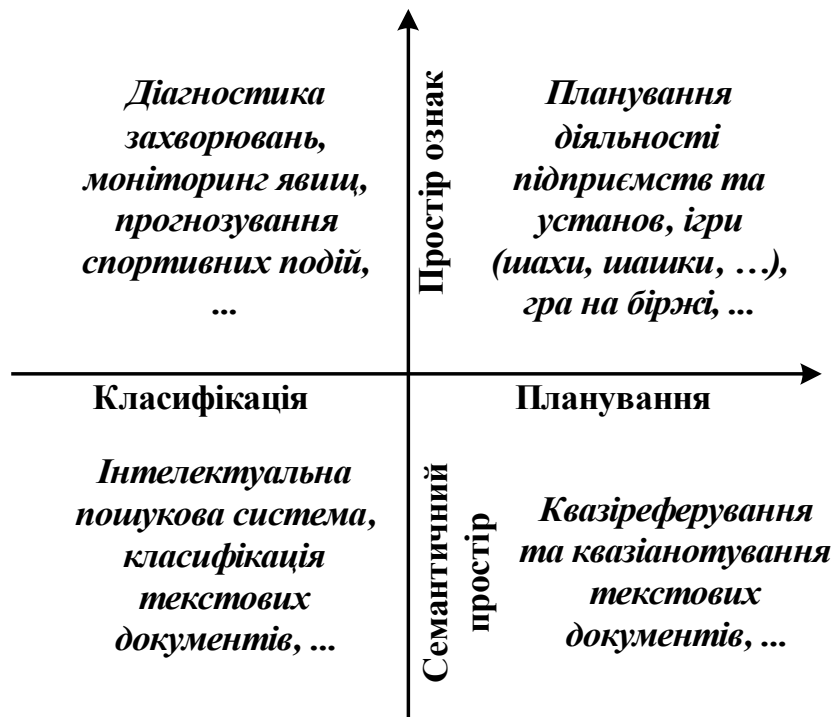 Діагностика
захворювань,
моніторинг явищ,
прогнозування
спортивних подій,
...
Простір ознак
Планування
діяльності
підприємств та
установ, ігри
(шахи, шашки, …),
гра на біржі, ...
Класифікація
Планування
Інтелектуальна
пошукова система,
класифікація
текстових
документів, ...
Семантичний
простір
Квазіреферування
та квазіанотування
текстових
документів, ...